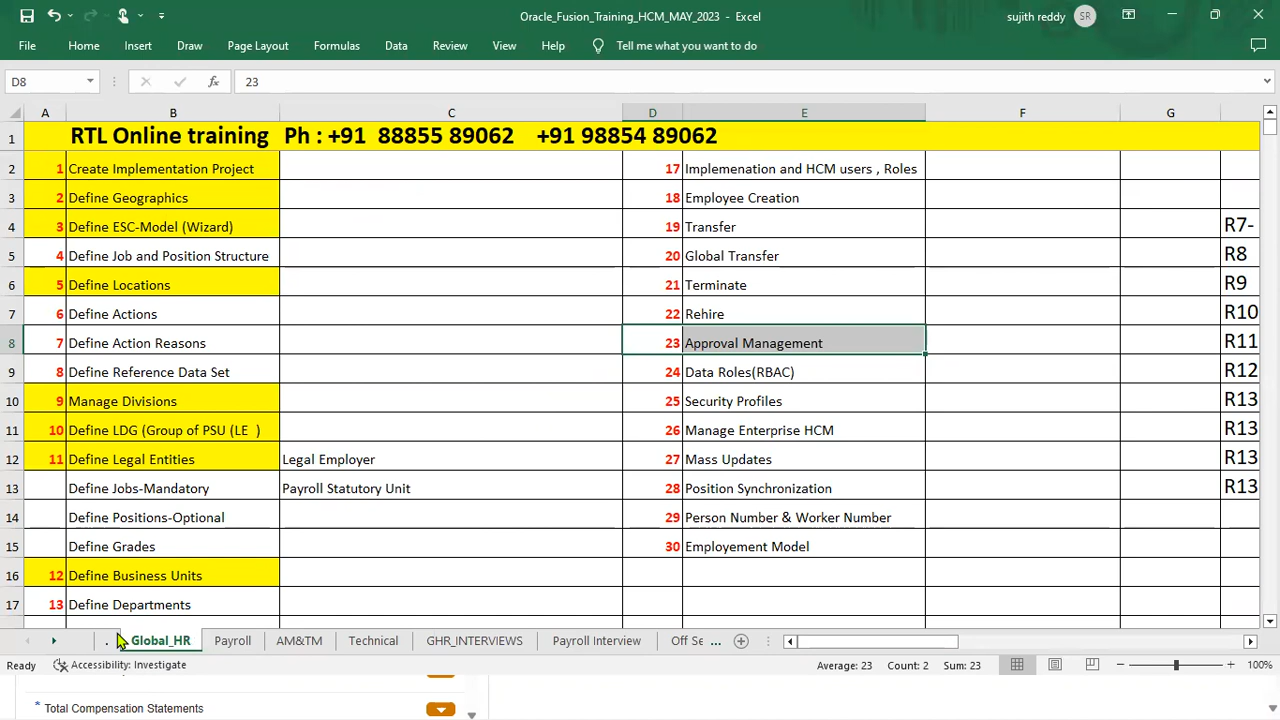 Oracle_Fusion_Training_HCM_MAY_2023 - Excel
sujith reddy SR
File Home Insert Draw Page Layout Formulas Data Review View Help Tell me what you want to do
D8 fx 23
A B C D E F G
1 RTL Online training Ph : +91 88855 89062 +91 98854 89062
2 1 Create Implementation Project 17 Implemenation and HCM users , Roles
3 2 Define Geographics 18 Employee Creation
4 3 Define ESC-Model (Wizard) 19 Transfer R7-
5 4 Define Job and Position Structure 20 Global Transfer R8
6 5 Define Locations 21 Terminate R9
7 6 Define Actions 22 Rehire R10
8 7 Define Action Reasons 23 Approval Management R11
9 8 Define Reference Data Set 24 Data Roles(RBAC) R12
10 9 Manage Divisions 25 Security Profiles R13
11 10 Define LDG (Group of PSU (LE ) 26 Manage Enterprise HCM R13
12 11 Define Legal Entities Legal Employer 27 Mass Updates R13
13 Define Jobs-Mandatory Payroll Statutory Unit 28 Position Synchronization R13
14 Define Positions-Optional 29 Person Number & Worker Number
15 Define Grades 30 Employement Model
16 12 Define Business Units
17 13 Define Departments
. Global_HR Payroll AM&TM Technical GHR_INTERVIEWS Payroll Interview Off Se ...
Ready Accessibility: Investigate Average: 23 Count: 2 Sum: 23 100%
* Total Compensation Statements